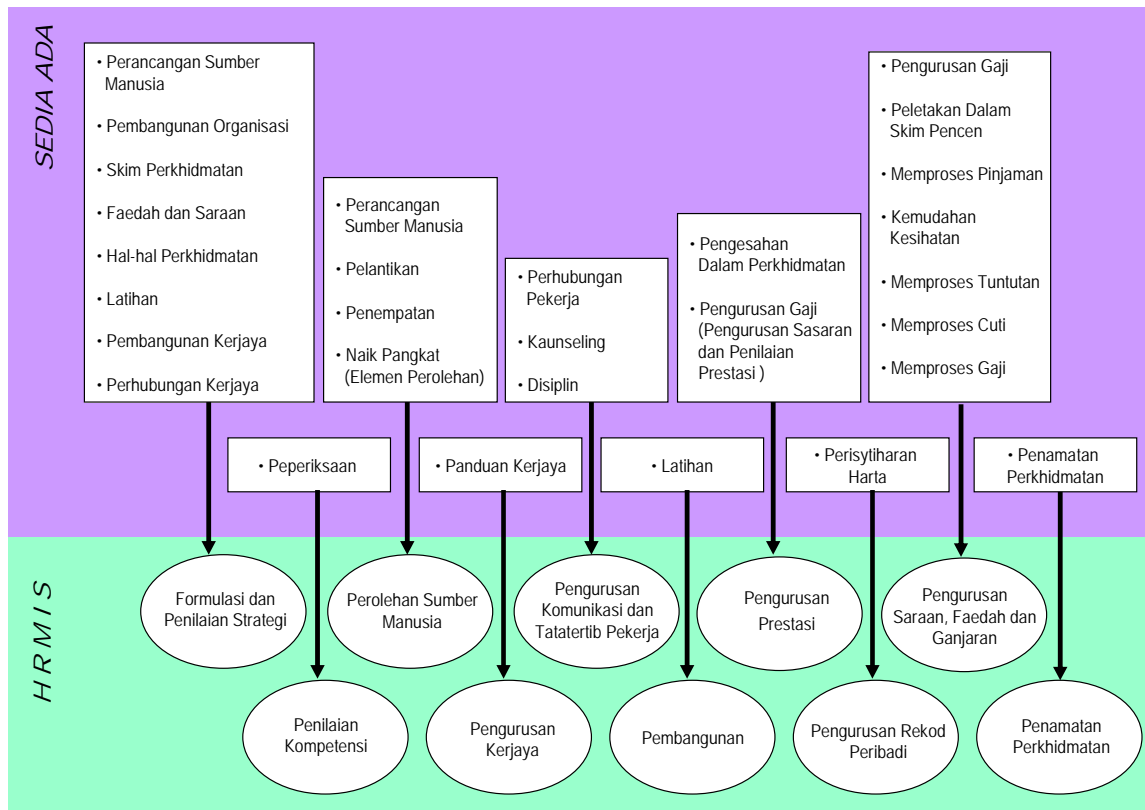 SEDIA ADA
• Perancangan Sumber
Manusia
• Pembangunan Organisasi
• Skim Perkhidmatan
• Faedah dan Saraan
• Hal-hal Perkhidmatan
• Latihan
• Pembangunan Kerjaya
• Perhubungan Kerjaya
• Perancangan
Sumber Manusia
• Pelantikan
• Penempatan
• Naik Pangkat
(Elemen Perolehan)
• Perhubungan
Pekerja
• Kaunseling
• Disiplin
• Pengesahan
Dalam Perkhidmatan
• Pengurusan Gaji
(Pengurusan Sasaran
dan Penilaian
Prestasi )
• Pengurusan Gaji
• Peletakan Dalam
Skim Pencen
• Memproses Pinjaman
• Kemudahan
Kesihatan
• Memproses Tuntutan
• Memproses Cuti
• Memproses Gaji
• Peperiksaan
• Panduan Kerjaya
• Latihan
• Perisytiharan
Harta
• Penamatan
Perkhidmatan
HRMIS
Formulasi dan
Penilaian Strategi
Perolehan Sumber
Manusia
Pengurusan
Komunikasi dan
Tatatertib Pekerja
Pengurusan
Prestasi
Pengurusan
Saraan, Faedah dan
Ganjaran
Penilaian
Kompetensi
Pengurusan
Kerjaya
Pembangunan
Pengurusan Rekod
Peribadi
Penamatan
Perkhidmatan